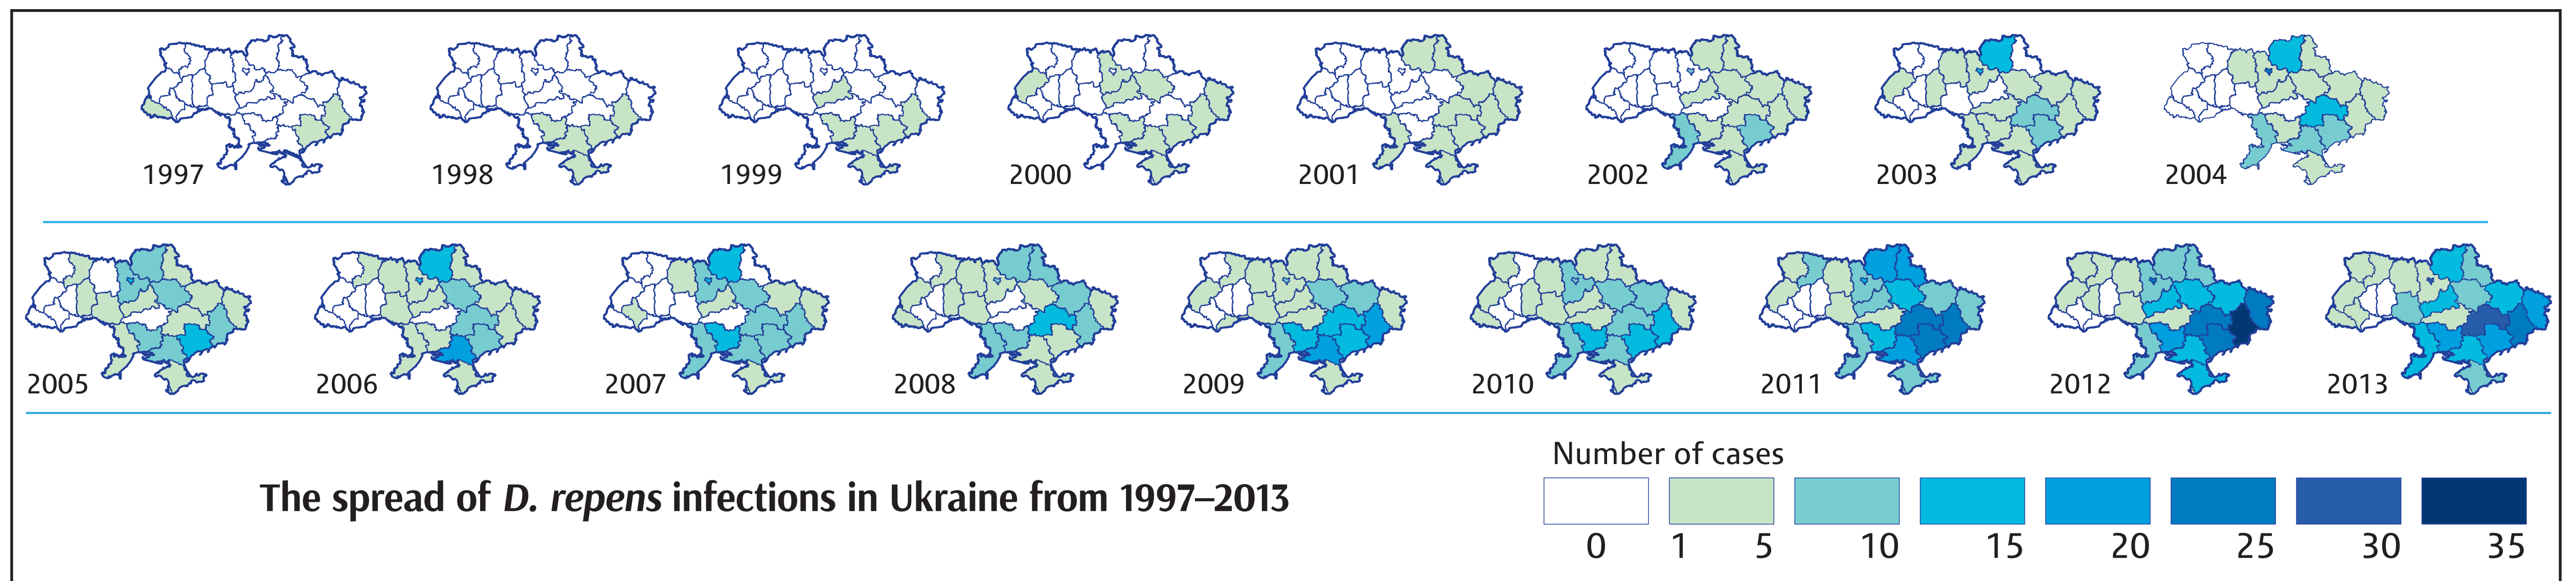 1997 1998 1999 2000 2001 2002 2003 2004
2005 2006 2007 2008 2009 2010 2011 2012 2013
Number of cases
The spread of D. repens infections in Ukraine from 1997–2013
0 1 5 10 15 20 25 30 35